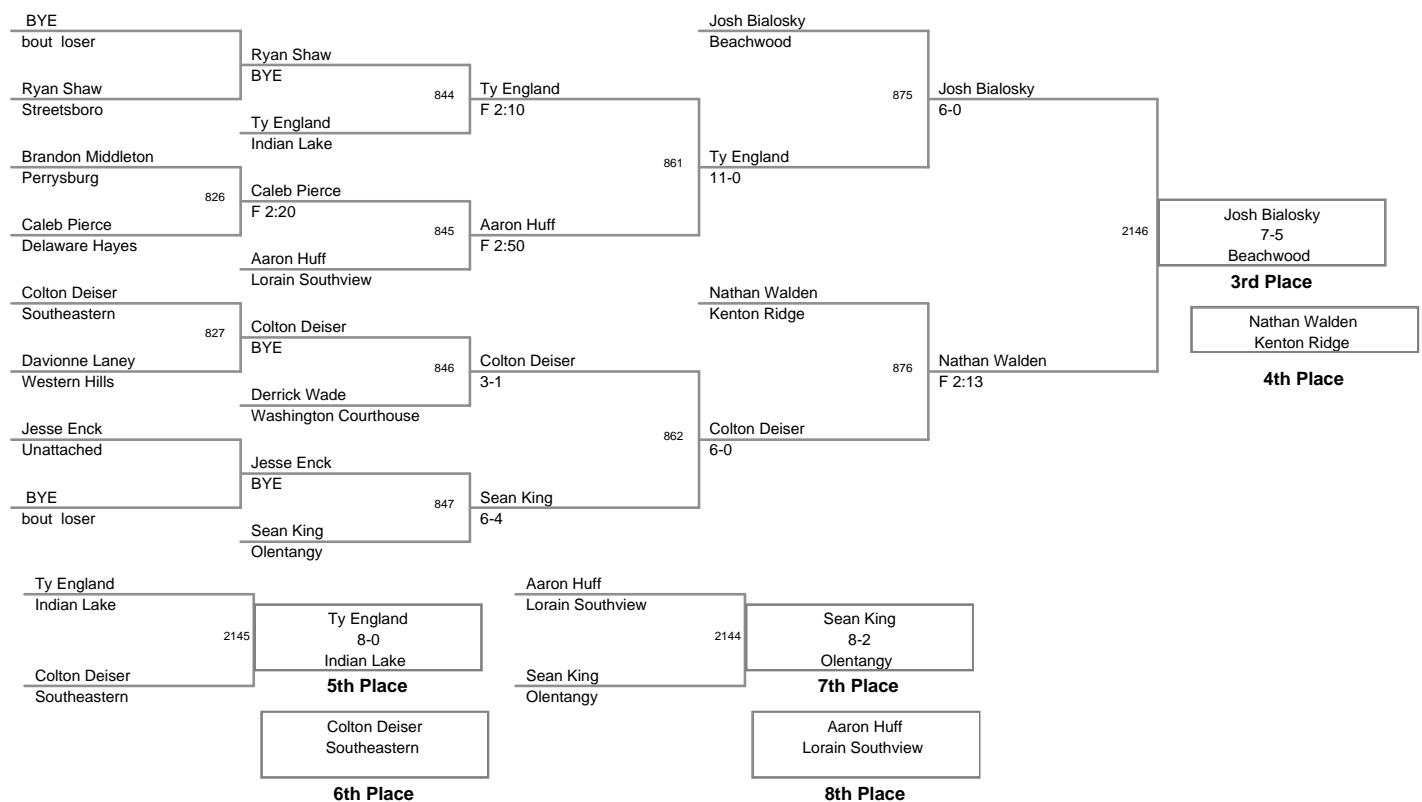 BYE
bout loser
Ryan Shaw
Streetsboro
Brandon Middleton
Perrysburg
826
Caleb Pierce
Delaware Hayes
Colton Deiser
Southeastern
827
Davionne Laney
Western Hills
Jesse Enck
Unattached
BYE
bout loser
Ryan Shaw
BYE
844
Ty England
Indian Lake
Caleb Pierce
F 2:20
845
Aaron Huff
Lorain Southview
Colton Deiser
BYE
846
Derrick Wade
Washington Courthouse
Jesse Enck
BYE
847
Sean King
Olentangy
Ty England
F 2:10
861
Aaron Huff
F 2:50
Colton Deiser
3-1
862
Sean King
6-4
Josh Bialosky
Beachwood
875
Ty England
11-0
Nathan Walden
Kenton Ridge
876
Colton Deiser
6-0
Josh Bialosky
6-0
2146
Nathan Walden
F 2:13
Josh Bialosky
7-5
Beachwood
3rd Place
Nathan Walden
Kenton Ridge
4th Place
Ty England
Indian Lake
2145
Colton Deiser
Southeastern
Ty England
8-0
Indian Lake
5th Place
Colton Deiser
Southeastern
6th Place
Aaron Huff
Lorain Southview
2144
Sean King
Olentangy
Sean King
8-2
Olentangy
7th Place
Aaron Huff
Lorain Southview
8th Place